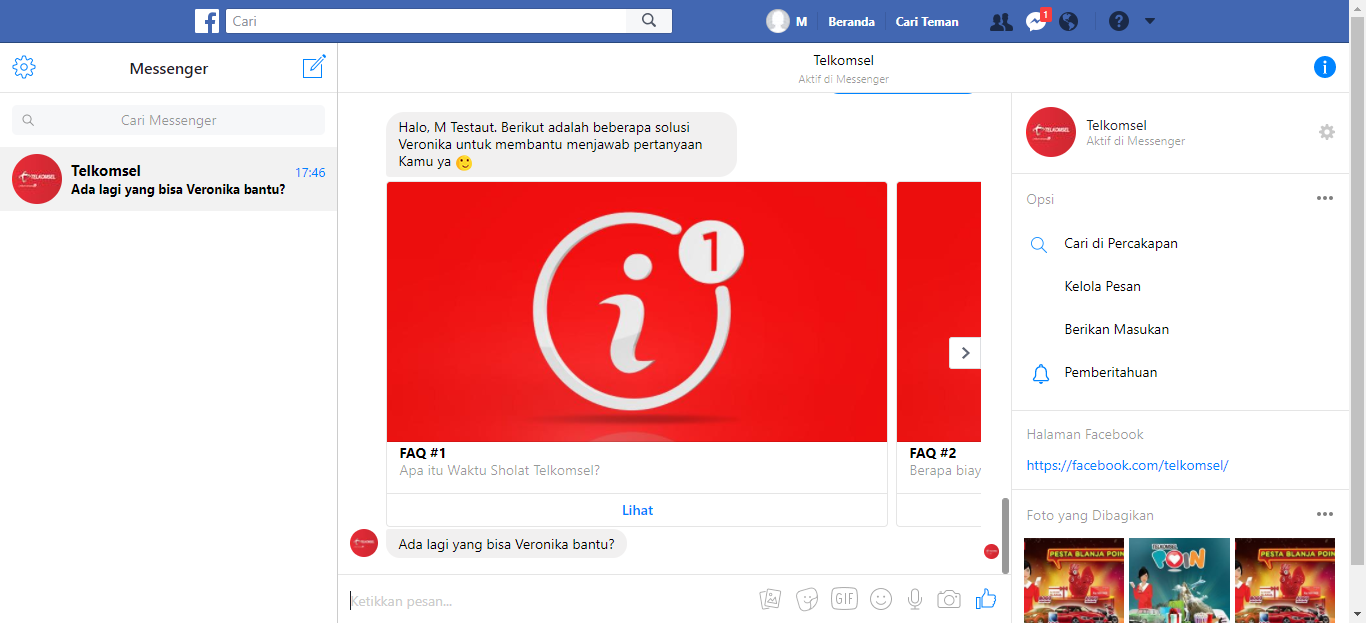 Cari
M
Beranda
Cari Teman
1
?
Messenger
Cari Messenger
Telkomsel
17:46
Ada lagi yang bisa Veronika bantu?
Telkomsel
Aktif di Messenger
Halo, M Testaut. Berikut adalah beberapa solusi
Veronika untuk membantu menjawab pertanyaan
Kamu ya
1
FAQ #1
Apa itu Waktu Sholat Telkomsel?
Lihat
FAQ #2
Berapa biay
Ada lagi yang bisa Veronika bantu?
Ketikkan pesan...
GIF
TELKOMSEL
Telkomsel
Aktif di Messenger
Opsi
Cari di Percakapan
Kelola Pesan
Berikan Masukan
Pemberitahuan
Halaman Facebook
https://facebook.com/telkomsel/
Foto yang Dibagikan
PESTA BLANJA POIN
TELKOMSEL
POIN
PESTA BLANJA POIN